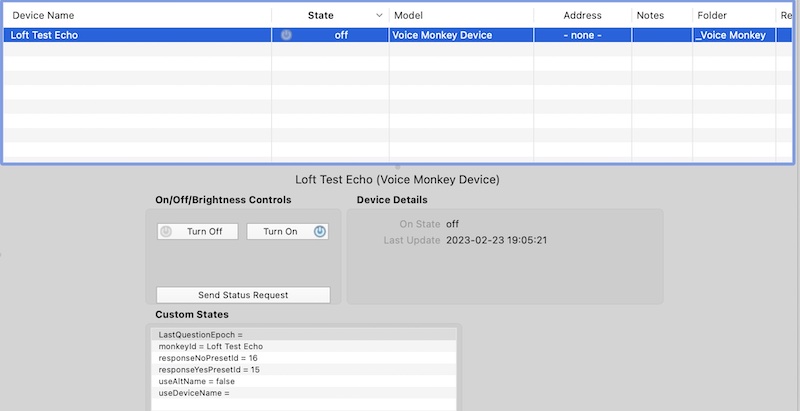 Device Name State Model Address Notes Folder Re
Loft Test Echo off Voice Monkey Device - none - _Voice Monkey
Loft Test Echo (Voice Monkey Device)
On/Off/Brightness Controls
Turn Off Turn On
Send Status Request
Device Details
On State off
Last Update 2023-02-23 19:05:21
Custom States
LastQuestionEpoch =
monkeyId = Loft Test Echo
responseNoPresetId = 16
responseYesPresetId = 15
useAltName = false
useDeviceName =